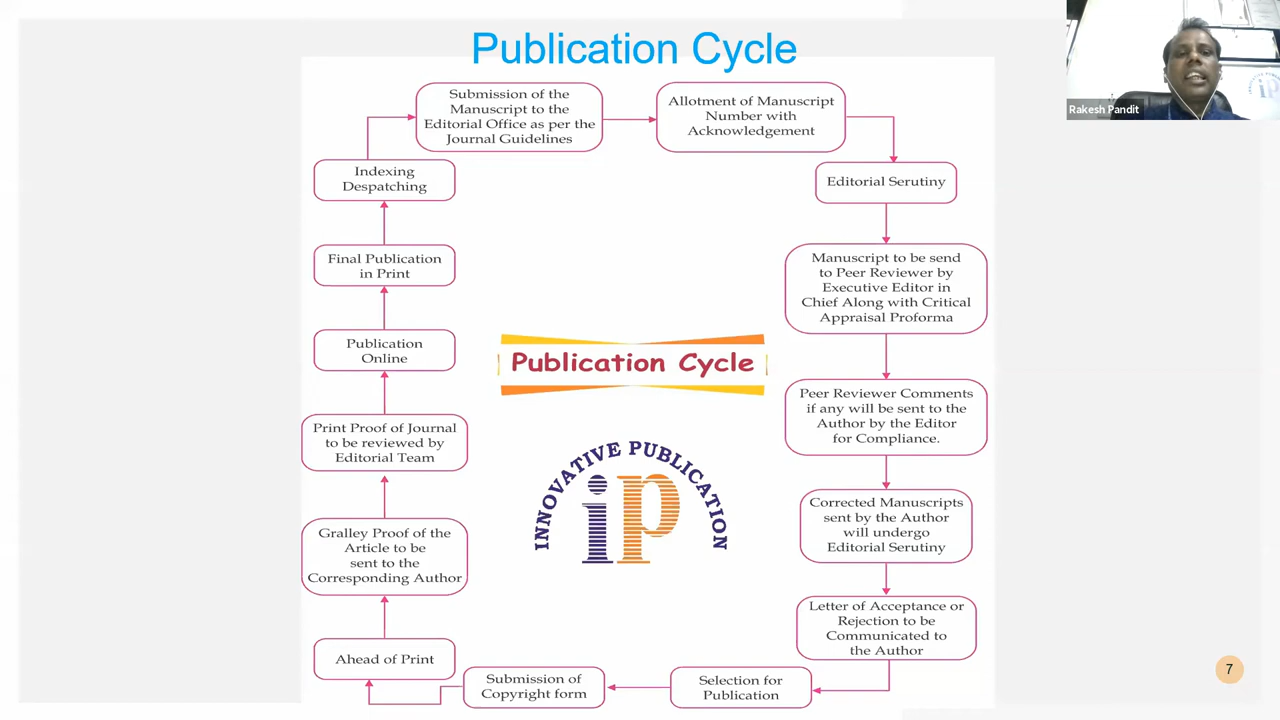 Publication Cycle
Rakesh Pandit
Submission of the
Manuscript to the
Editorial Office as per the
Journal Guidelines
Allotment of Manuscript
Number with
Acknowledgement
Editorial Serutiny
Manuscript to be send
to Peer Reviewer by
Executive Editor in
Chief Along with Critical
Appraisal Proforma
Peer Reviewer Comments
if any will be sent to the
Author by the Editor
for Compliance.
Corrected Manuscripts
sent by the Author
will undergo
Editorial Serutiny
Letter of Acceptance or
Rejection to be
Communicated to
the Author
Selection for
Publication
Submission of
Copyright form
Ahead of Print
Gralley Proof of the
Article to be
sent to the
Corresponding Author
Print Proof of Journal
to be reviewed by
Editorial Team
Publication
Online
Final Publication
in Print
Indexing
Despatching
Publication Cycle
INNOVATIVE PUBLICATION
ip
7